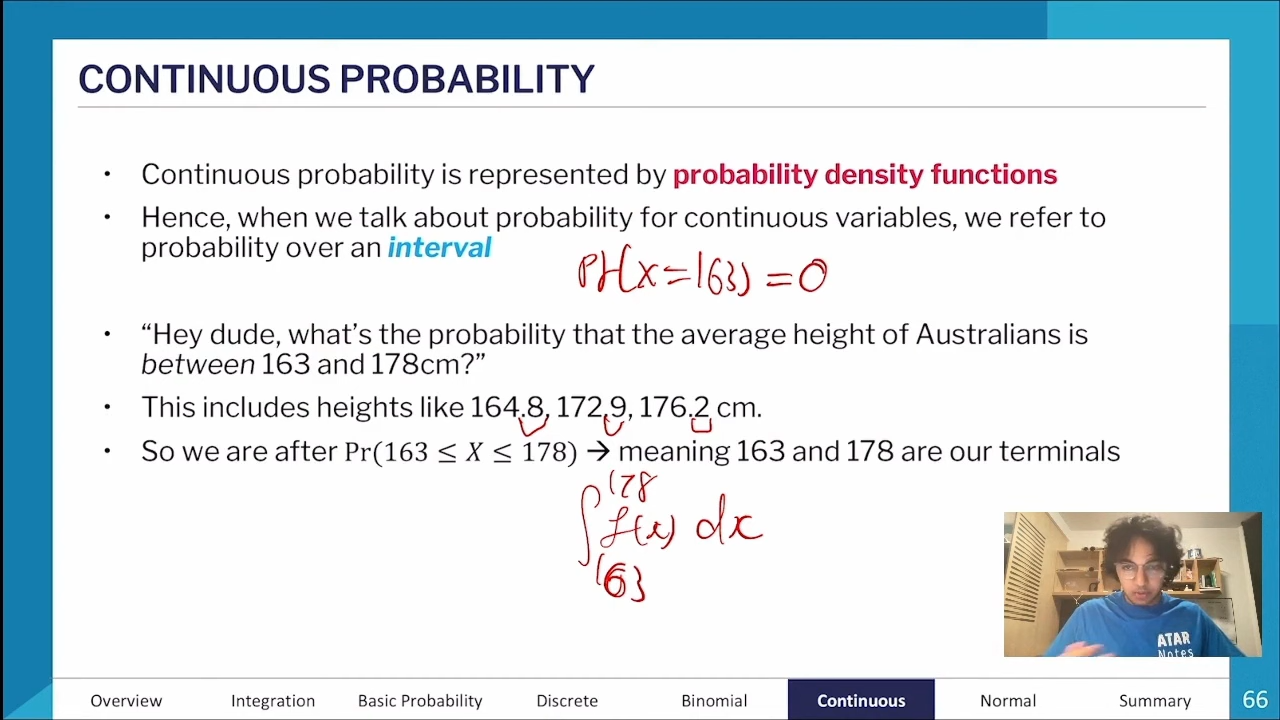 CONTINUOUS PROBABILITY
• Continuous probability is represented by probability density functions
• Hence, when we talk about probability for continuous variables, we refer to
probability over an interval
Pr(X=163) = 0
• “Hey dude, what’s the probability that the average height of Australians is
between 163 and 178cm?”
• This includes heights like 164.8, 172.9, 176.2 cm.
• So we are after Pr(163 ≤ X ≤ 178) → meaning 163 and 178 are our terminals
178
∫ f(x) dx
163
ATAR
Notes
Overview Integration Basic Probability Discrete Binomial Continuous Normal Summary 66